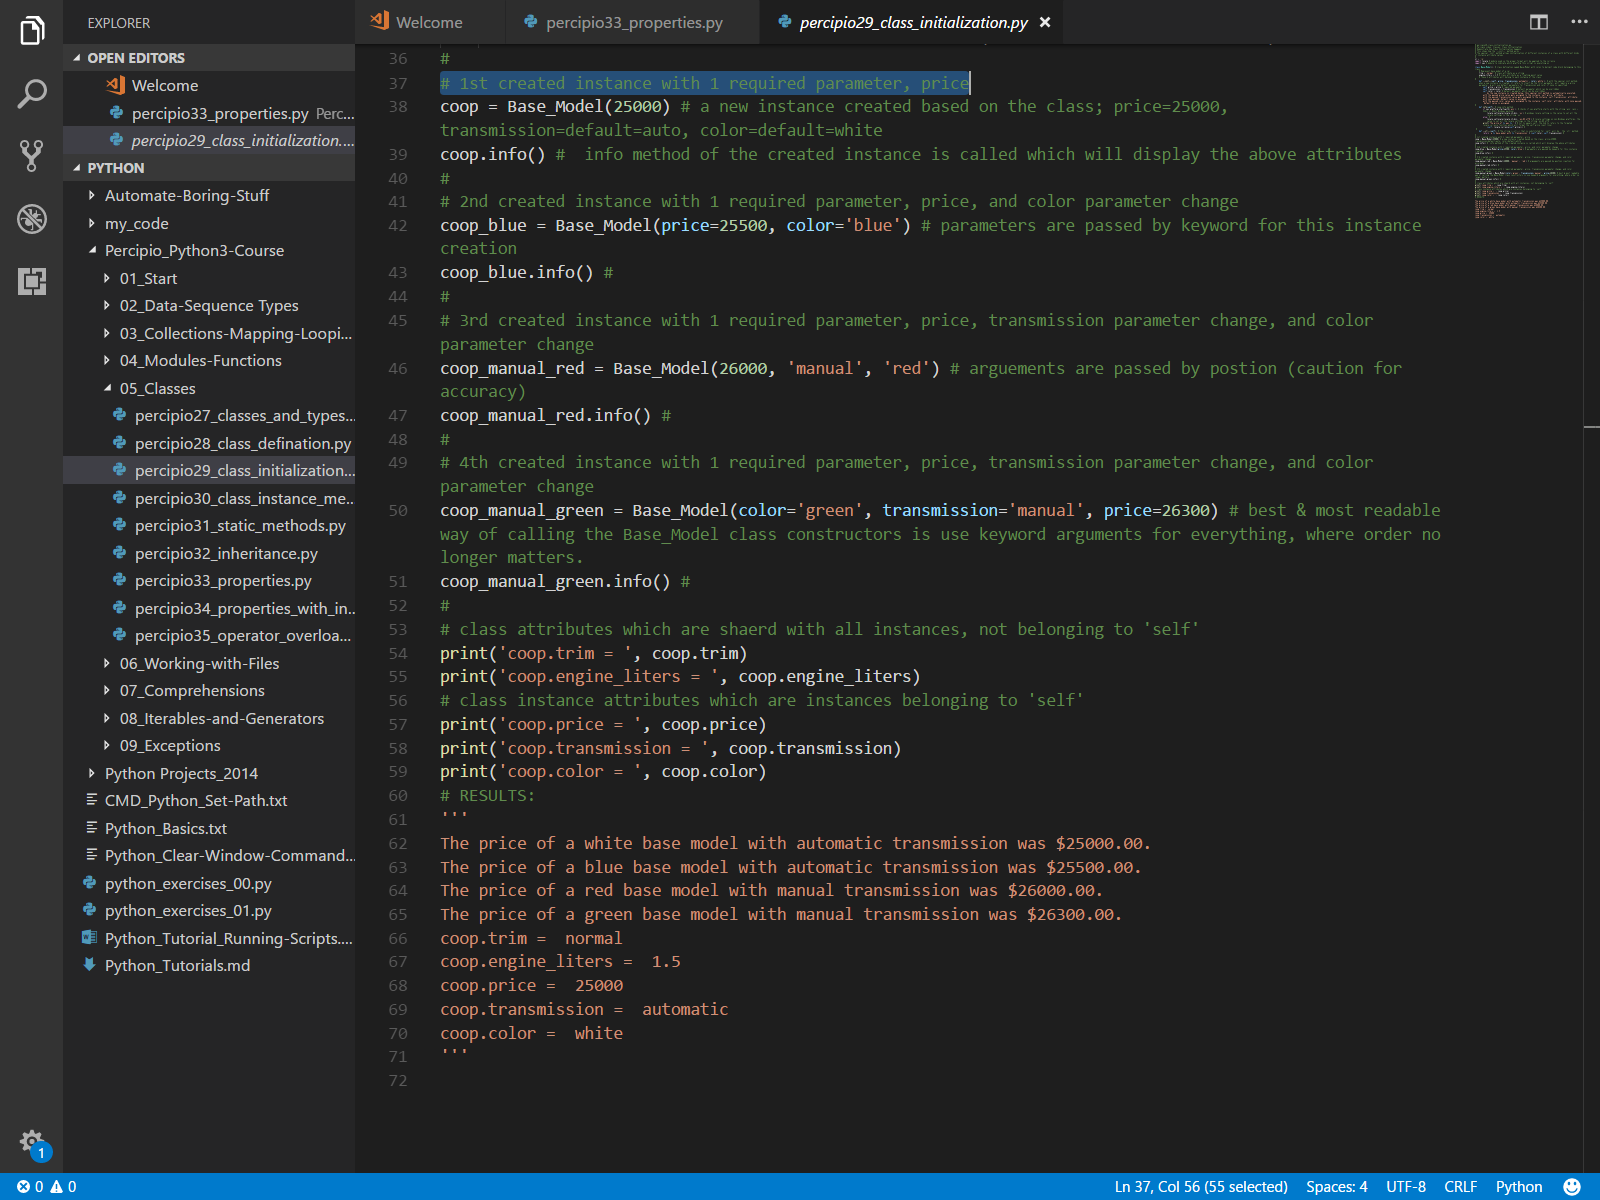 EXPLORER
OPEN EDITORS
Welcome
percipio33_properties.py Perc...
percipio29_class_initialization....
PYTHON
Automate-Boring-Stuff
my_code
Percipio_Python3-Course
01_Start
02_Data-Sequence Types
03_Collections-Mapping-Loopi...
04_Modules-Functions
05_Classes
percipio27_classes_and_types...
percipio28_class_defination.py
percipio29_class_initialization...
percipio30_class_instance_me...
percipio31_static_methods.py
percipio32_inheritance.py
percipio33_properties.py
percipio34_properties_with_in...
percipio35_operator_overloa...
06_Working-with-Files
07_Comprehensions
08_Iterables-and-Generators
09_Exceptions
Python Projects_2014
CMD_Python_Set-Path.txt
Python_Basics.txt
Python_Clear-Window-Command...
python_exercises_00.py
python_exercises_01.py
Python_Tutorial_Running-Scripts....
Python_Tutorials.md
1
Welcome percipio33_properties.py percipio29_class_initialization.py
36 #
37 # 1st created instance with 1 required parameter, price
38 coop = Base_Model(25000) # a new instance created based on the class; price=25000,
transmission=default=auto, color=default=white
39 coop.info() #  info method of the created instance is called which will display the above attributes
40 #
41 # 2nd created instance with 1 required parameter, price, and color parameter change
42 coop_blue = Base_Model(price=25500, color='blue') # parameters are passed by keyword for this instance
creation
43 coop_blue.info() #
44 #
45 # 3rd created instance with 1 required parameter, price, transmission parameter change, and color
parameter change
46 coop_manual_red = Base_Model(26000, 'manual', 'red') # arguements are passed by postion (caution for
accuracy)
47 coop_manual_red.info() #
48 #
49 # 4th created instance with 1 required parameter, price, transmission parameter change, and color
parameter change
50 coop_manual_green = Base_Model(color='green', transmission='manual', price=26300) # best & most readable
way of calling the Base_Model class constructors is use keyword arguments for everything, where order no
longer matters.
51 coop_manual_green.info() #
52 #
53 # class attributes which are shaerd with all instances, not belonging to 'self'
54 print('coop.trim = ', coop.trim)
55 print('coop.engine_liters = ', coop.engine_liters)
56 # class instance attributes which are instances belonging to 'self'
57 print('coop.price = ', coop.price)
58 print('coop.transmission = ', coop.transmission)
59 print('coop.color = ', coop.color)
60 # RESULTS:
61 '''
62 The price of a white base model with automatic transmission was $25000.00.
63 The price of a blue base model with automatic transmission was $25500.00.
64 The price of a red base model with manual transmission was $26000.00.
65 The price of a green base model with manual transmission was $26300.00.
66 coop.trim =  normal
67 coop.engine_liters =  1.5
68 coop.price =  25000
69 coop.transmission =  automatic
70 coop.color =  white
71 '''
72
0 0 Ln 37, Col 56 (55 selected) Spaces: 4 UTF-8 CRLF Python